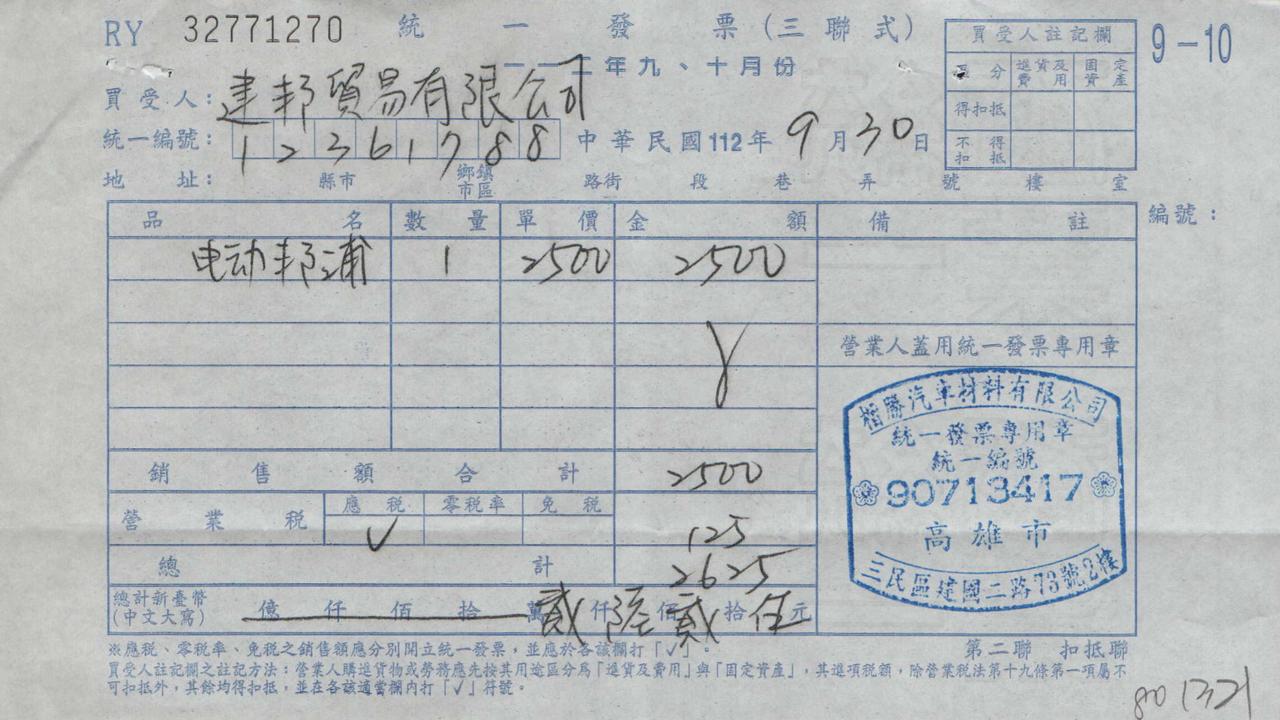 RY 32771270 統一發票(三聯式) 9-10
一一二年九、十月份
買受人: 建邦貿易有限公司
統一編號: 12361788 中華民國112年9月30日
地址: 縣市 鄉鎮市區 路街 段 巷 弄 號 樓 室
買受人註記欄
區分 進貨及費用 固定資產
得扣抵
不得扣抵
編號:
品名 數量 單價 金額 備註
电动邦浦 1 2500 2500
營業人蓋用統一發票專用章
勝汽車材料有限公司
統一發票專用章
統一編號
90713417
高雄市
三民區建國二路73號2樓
銷售額合計 2500
營業稅 應稅 零稅率 免稅
✓ 125
總計 2625
總計新臺幣(中文大寫) 億 仟 佰 拾 萬 貳仟 陸佰 貳拾 伍元
※應稅、零稅率、免稅之銷售額應分別開立統一發票,並應於各該欄打「✓」。
第二聯 扣抵聯
買受人註記欄之註記方法:營業人購進貨物或勞務應先按其用途區分為「進貨及費用」與「固定資產」,其進項稅額,除營業稅法第十九條第一項屬不
可扣抵外,其餘均得扣抵,並在各該適當欄內打「✓」符號。